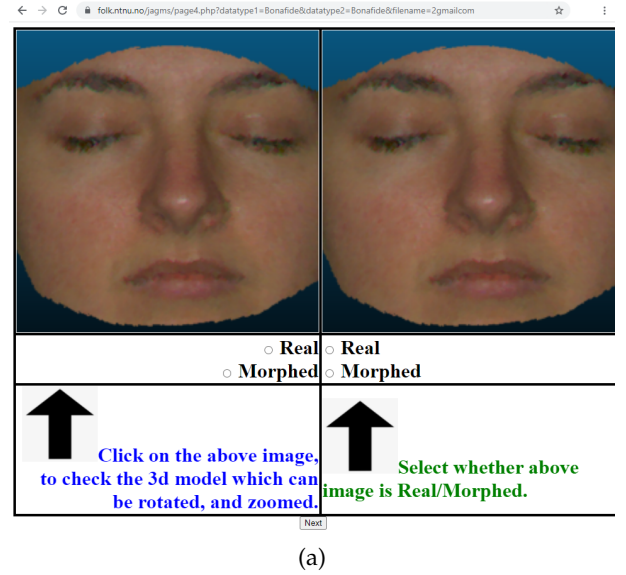 folk.ntnu.no/jagms/page4.php?datatype1=Bonafide&datatype2=Bonafide&filename=2gmailcom
Real
Morphed
Real
Morphed
Click on the above image,
to check the 3d model which can
be rotated, and zoomed.
Select whether above
image is Real/Morphed.
Next
(a)